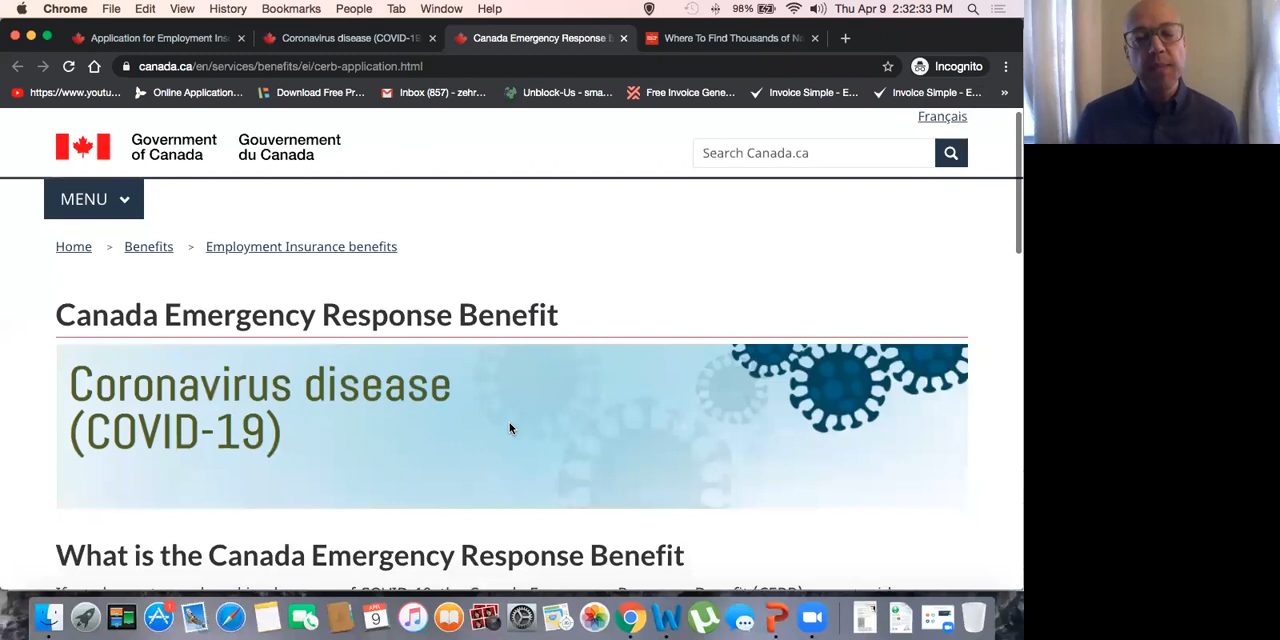 Chrome File Edit View History Bookmarks People Tab Window Help 98% Thu Apr 9 2:32:33 PM
Application for Employment Ins Coronavirus disease (COVID-19 Canada Emergency Response Where To Find Thousands of No
canada.ca/en/services/benefits/ei/cerb-application.html Incognito
https://www.youtu... Online Application... Download Free Pr... Inbox (857) - zehr... Unblock-Us - sma... Free Invoice Gene... Invoice Simple - E... Invoice Simple - E... »
Français
Government of Canada
Gouvernement du Canada
Search Canada.ca
MENU
Home > Benefits > Employment Insurance benefits
Canada Emergency Response Benefit
Coronavirus disease
(COVID-19)
What is the Canada Emergency Response Benefit
APR
9